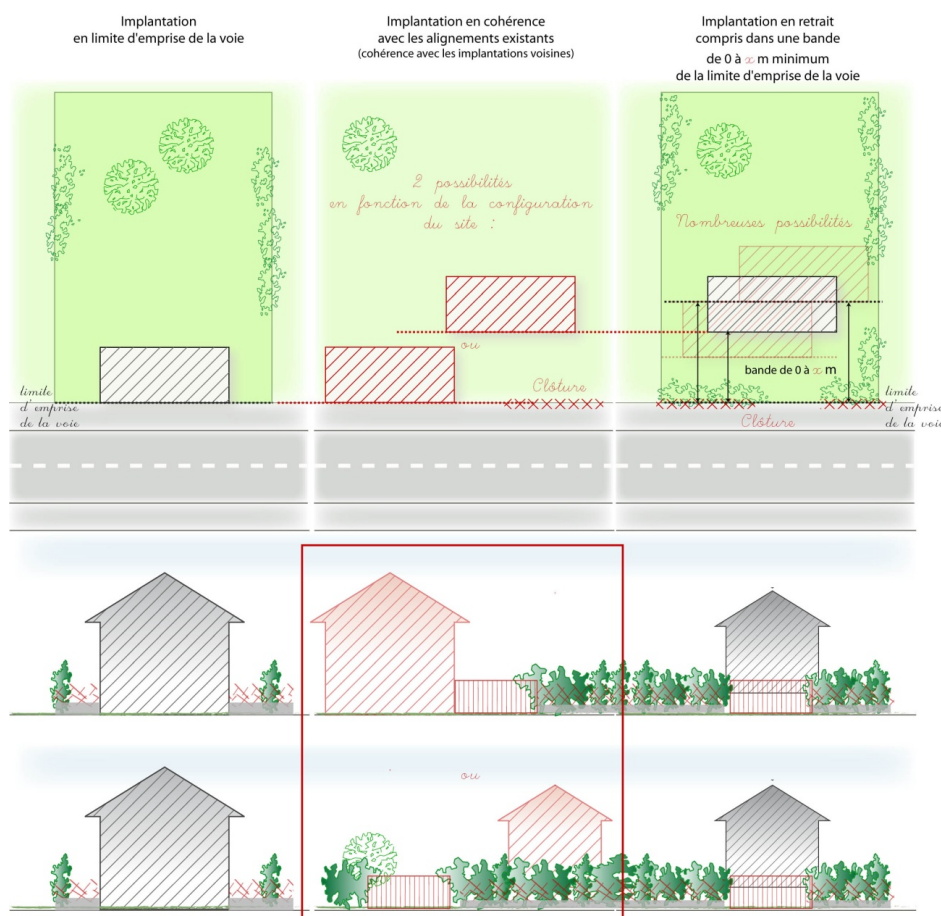 Implantation
en limite d'emprise de la voie
Implantation en cohérence
avec les alignements existants
(cohérence avec les implantations voisines)
Implantation en retrait
compris dans une bande
de 0 à x m minimum
de la limite d'emprise de la voie
2 possibilités
en fonction de la configuration
du site :
Nombreuses possibilités
ou
bande de 0 à x m
Clôture
limite
d'emprise
de la voie
limite
d'emprise
de la voie
Clôture
ou